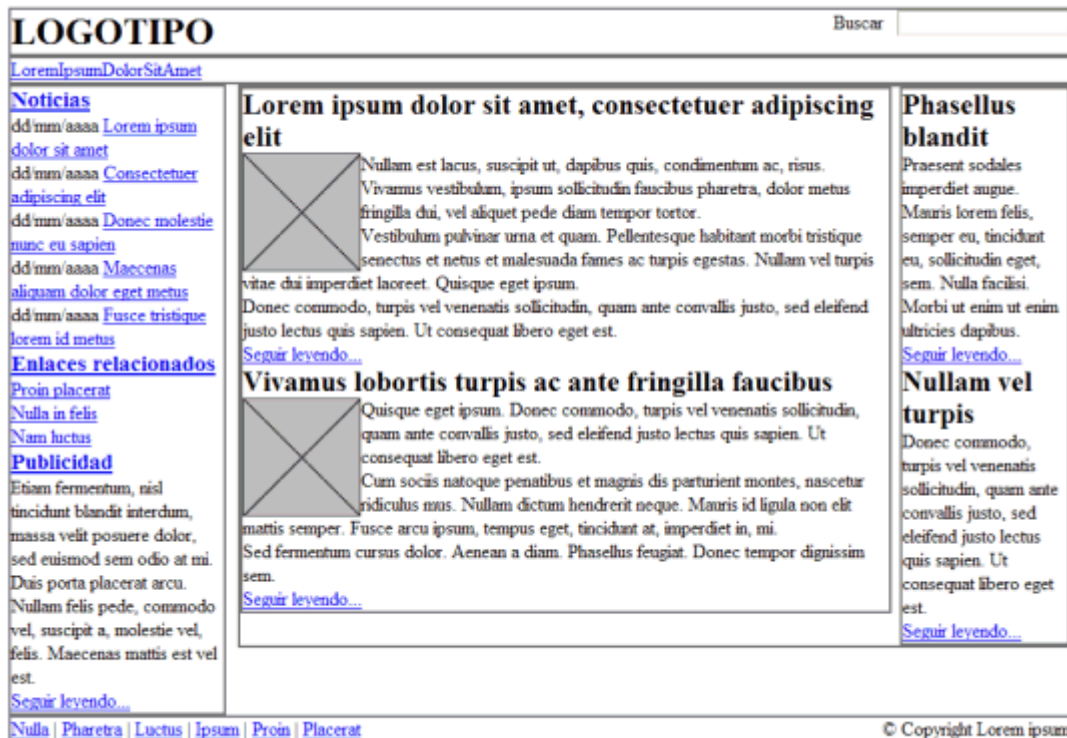 LOGOTIPO
Buscar
LoremIpsumDolorSitAmet
Noticias
dd/mm/aaaa Lorem ipsum
dolor sit amet
dd/mm/aaaa Consectetuer
adipiscing elit
dd/mm/aaaa Donec molestie
nunc eu sapien
dd/mm/aaaa Maecenas
aliquam dolor eget metus
dd/mm/aaaa Fusce tristique
lorem id metus
Enlaces relacionados
Proin placerat
Nulla in felis
Nam luctus
Publicidad
Etiam fermentum, nisl
tincidunt blandit interdum,
massa velit posuere dolor,
sed euismod sem odio at mi.
Duis porta placerat arcu.
Nullam felis pede, commodo
vel, suscipit a, molestie vel,
felis. Maecenas mattis est vel
est.
Seguir leyendo...
Lorem ipsum dolor sit amet, consectetuer adipiscing
elit
Nullam est lacus, suscipit ut, dapibus quis, condimentum ac, risus.
Vivamus vestibulum, ipsum sollicitudin faucibus pharetra, dolor metus
fringilla dui, vel aliquet pede diam tempor tortor.
Vestibulum pulvinar urna et quam. Pellentesque habitant morbi tristique
senectus et netus et malesuada fames ac turpis egestas. Nullam vel turpis
vitae dui imperdiet laoreet. Quisque eget ipsum.
Donec commodo, turpis vel venenatis sollicitudin, quam ante convallis justo, sed eleifend
justo lectus quis sapien. Ut consequat libero eget est.
Seguir leyendo...
Vivamus lobortis turpis ac ante fringilla faucibus
Quisque eget ipsum. Donec commodo, turpis vel venenatis sollicitudin,
quam ante convallis justo, sed eleifend justo lectus quis sapien. Ut
consequat libero eget est.
Cum sociis natoque penatibus et magnis dis parturient montes, nascetur
ridiculus mus. Nullam dictum hendrerit neque. Mauris id ligula non elit
mattis semper. Fusce arcu ipsum, tempus eget, tincidunt at, imperdiet in, mi.
Sed fermentum cursus dolor. Aenean a diam. Phasellus feugiat. Donec tempor dignissim
sem.
Seguir leyendo...
Phasellus
blandit
Praesent sodales
imperdiet augue.
Mauris lorem felis,
semper eu, tincidunt
eu, sollicitudin eget,
sem. Nulla facilisi.
Morbi ut enim ut enim
ultricies dapibus.
Seguir leyendo...
Nullam vel
turpis
Donec commodo,
turpis vel venenatis
sollicitudin, quam ante
convallis justo, sed
eleifend justo lectus
quis sapien. Ut
consequat libero eget
est.
Seguir leyendo...
Nulla | Pharetra | Luctus | Ipsum | Proin | Placerat
© Copyright Lorem ipsum